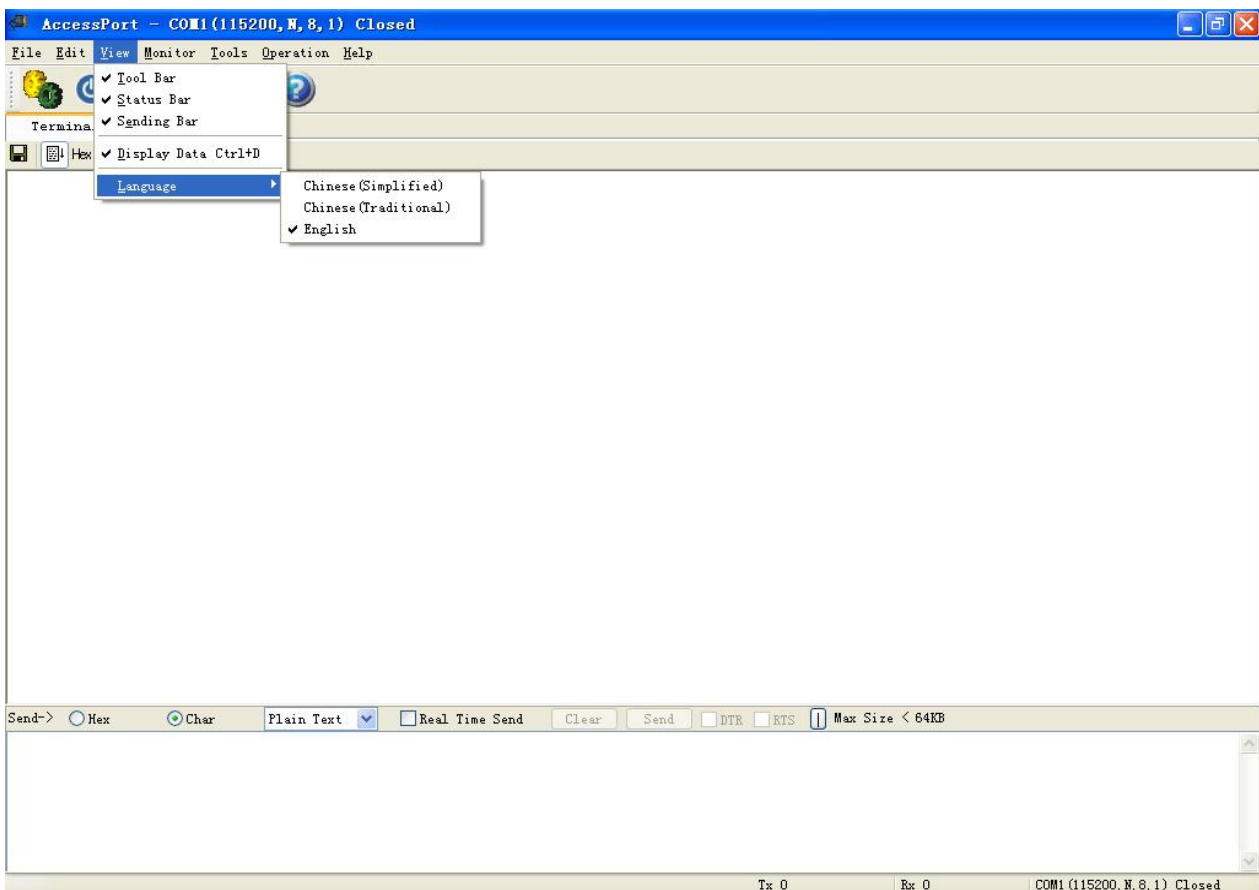 AccessPort - COM1(115200,N,8,1) Closed
File Edit View Monitor Tools Operation Help
Tool Bar
Status Bar
Sending Bar
Hex
Display Data Ctrl+D
Language
Chinese(Simplified)
Chinese(Traditional)
English
Send-> Hex Char Plain Text Real Time Send Clear Send DTR RTS Max Size < 64KB
Tx 0 Rx 0 COM1(115200,N,8,1) Closed